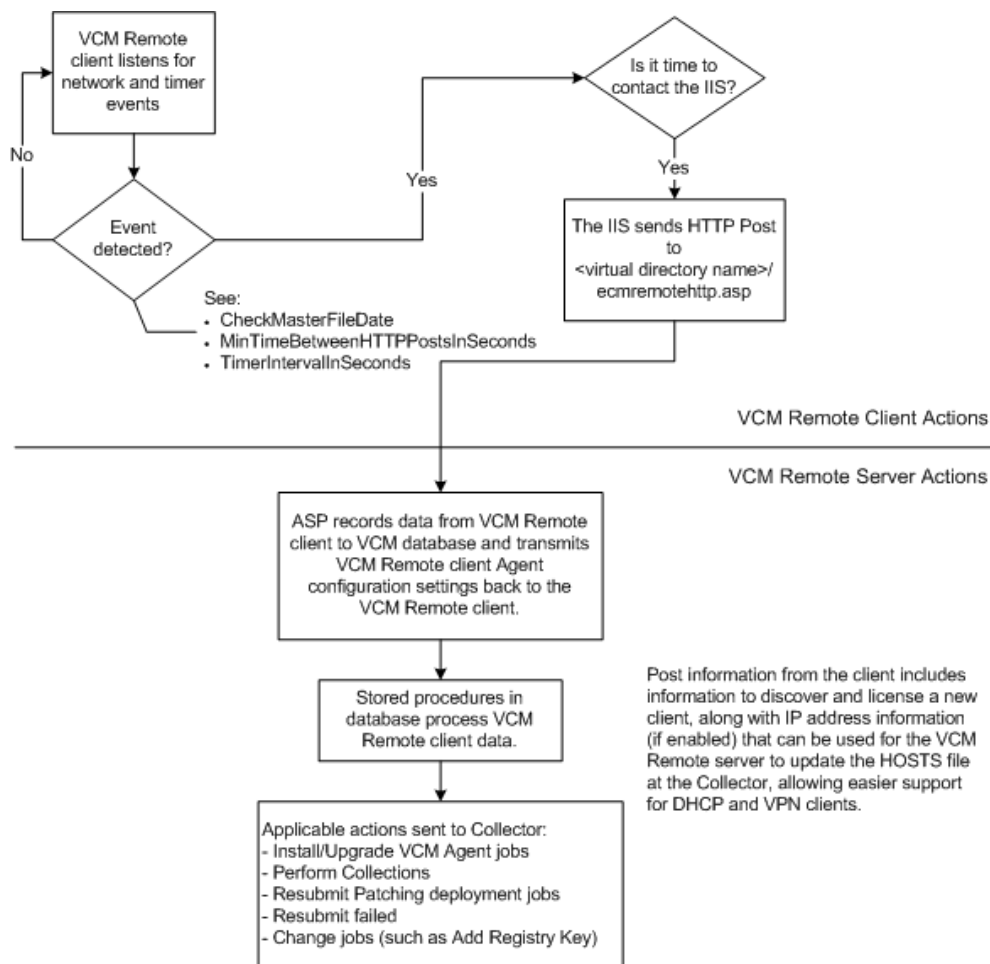 VCM Remote
client listens for
network and timer
events
No
Event
detected?
Yes
Is it time to
contact the IIS?
Yes
The IIS sends HTTP Post
to
<virtual directory name>/
ecmremotehttp.asp
See:
• CheckMasterFileDate
• MinTimeBetweenHTTPPostsInSeconds
• TimerIntervalInSeconds
VCM Remote Client Actions
VCM Remote Server Actions
ASP records data from VCM Remote
client to VCM database and transmits
VCM Remote client Agent
configuration settings back to the
VCM Remote client.
Stored procedures in
database process VCM
Remote client data.
Post information from the client includes
information to discover and license a new
client, along with IP address information
(if enabled) that can be used for the VCM
Remote server to update the HOSTS file
at the Collector, allowing easier support
for DHCP and VPN clients.
Applicable actions sent to Collector:
- Install/Upgrade VCM Agent jobs
- Perform Collections
- Resubmit Patching deployment jobs
- Resubmit failed
- Change jobs (such as Add Registry Key)